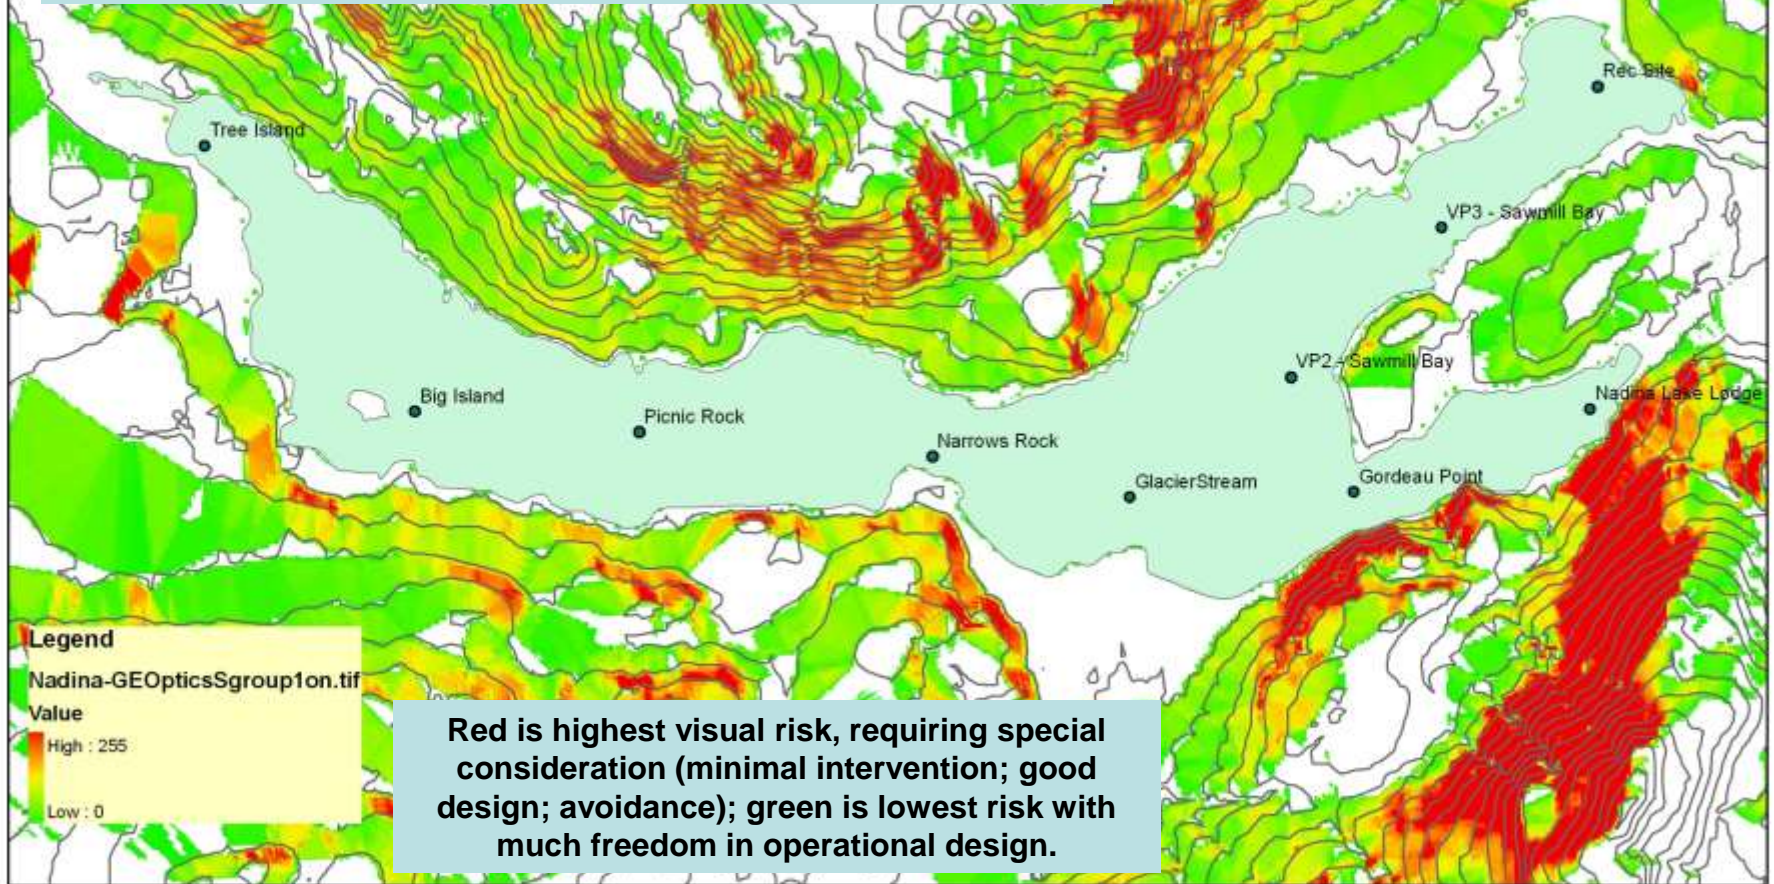 Rec Site
Tree Island
VP3 - Sawmill Bay
VP2 - Sawmill Bay
Big Island
Nadina Lake Lodge
Picnic Rock
Narrows Rock
GlacierStream
Gordeau Point
Legend
Nadina-GEOpticsSgroup1on.tif
Value
High : 255
Low : 0
Red is highest visual risk, requiring special
consideration (minimal intervention; good
design; avoidance); green is lowest risk with
much freedom in operational design.